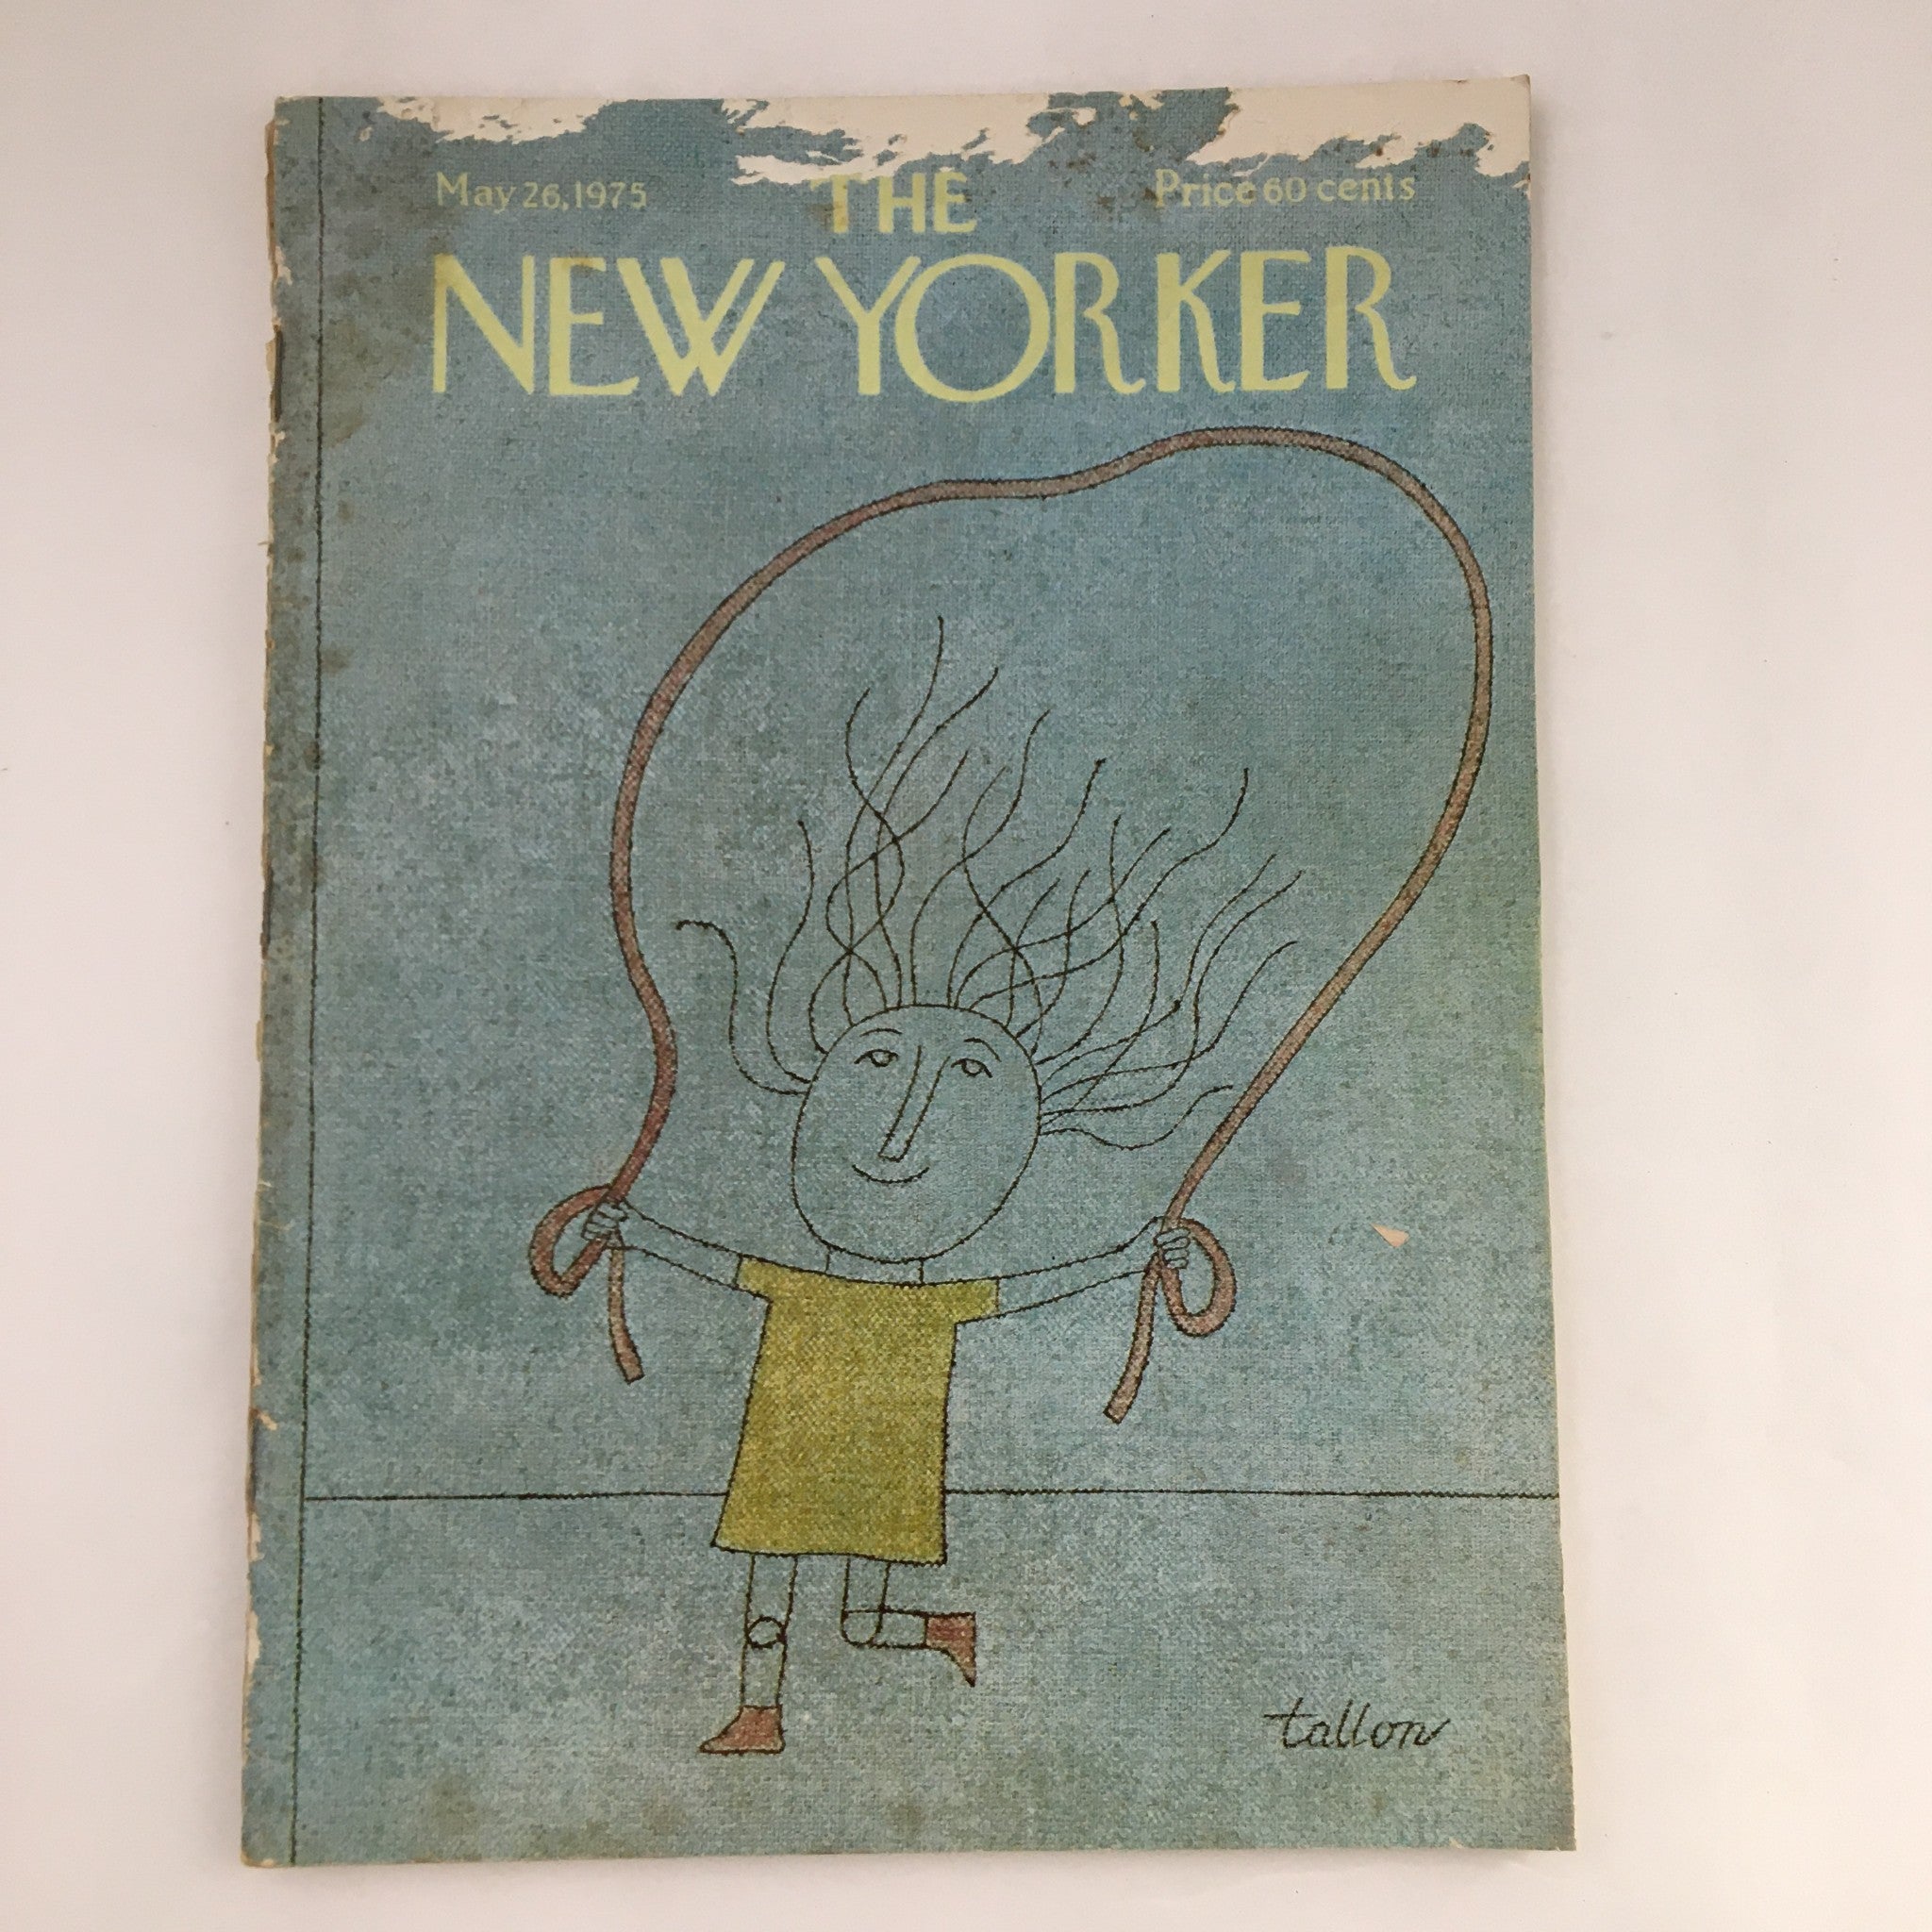 May 26, 1975
THE
Price 60 cents
NEW YORKER
tallon